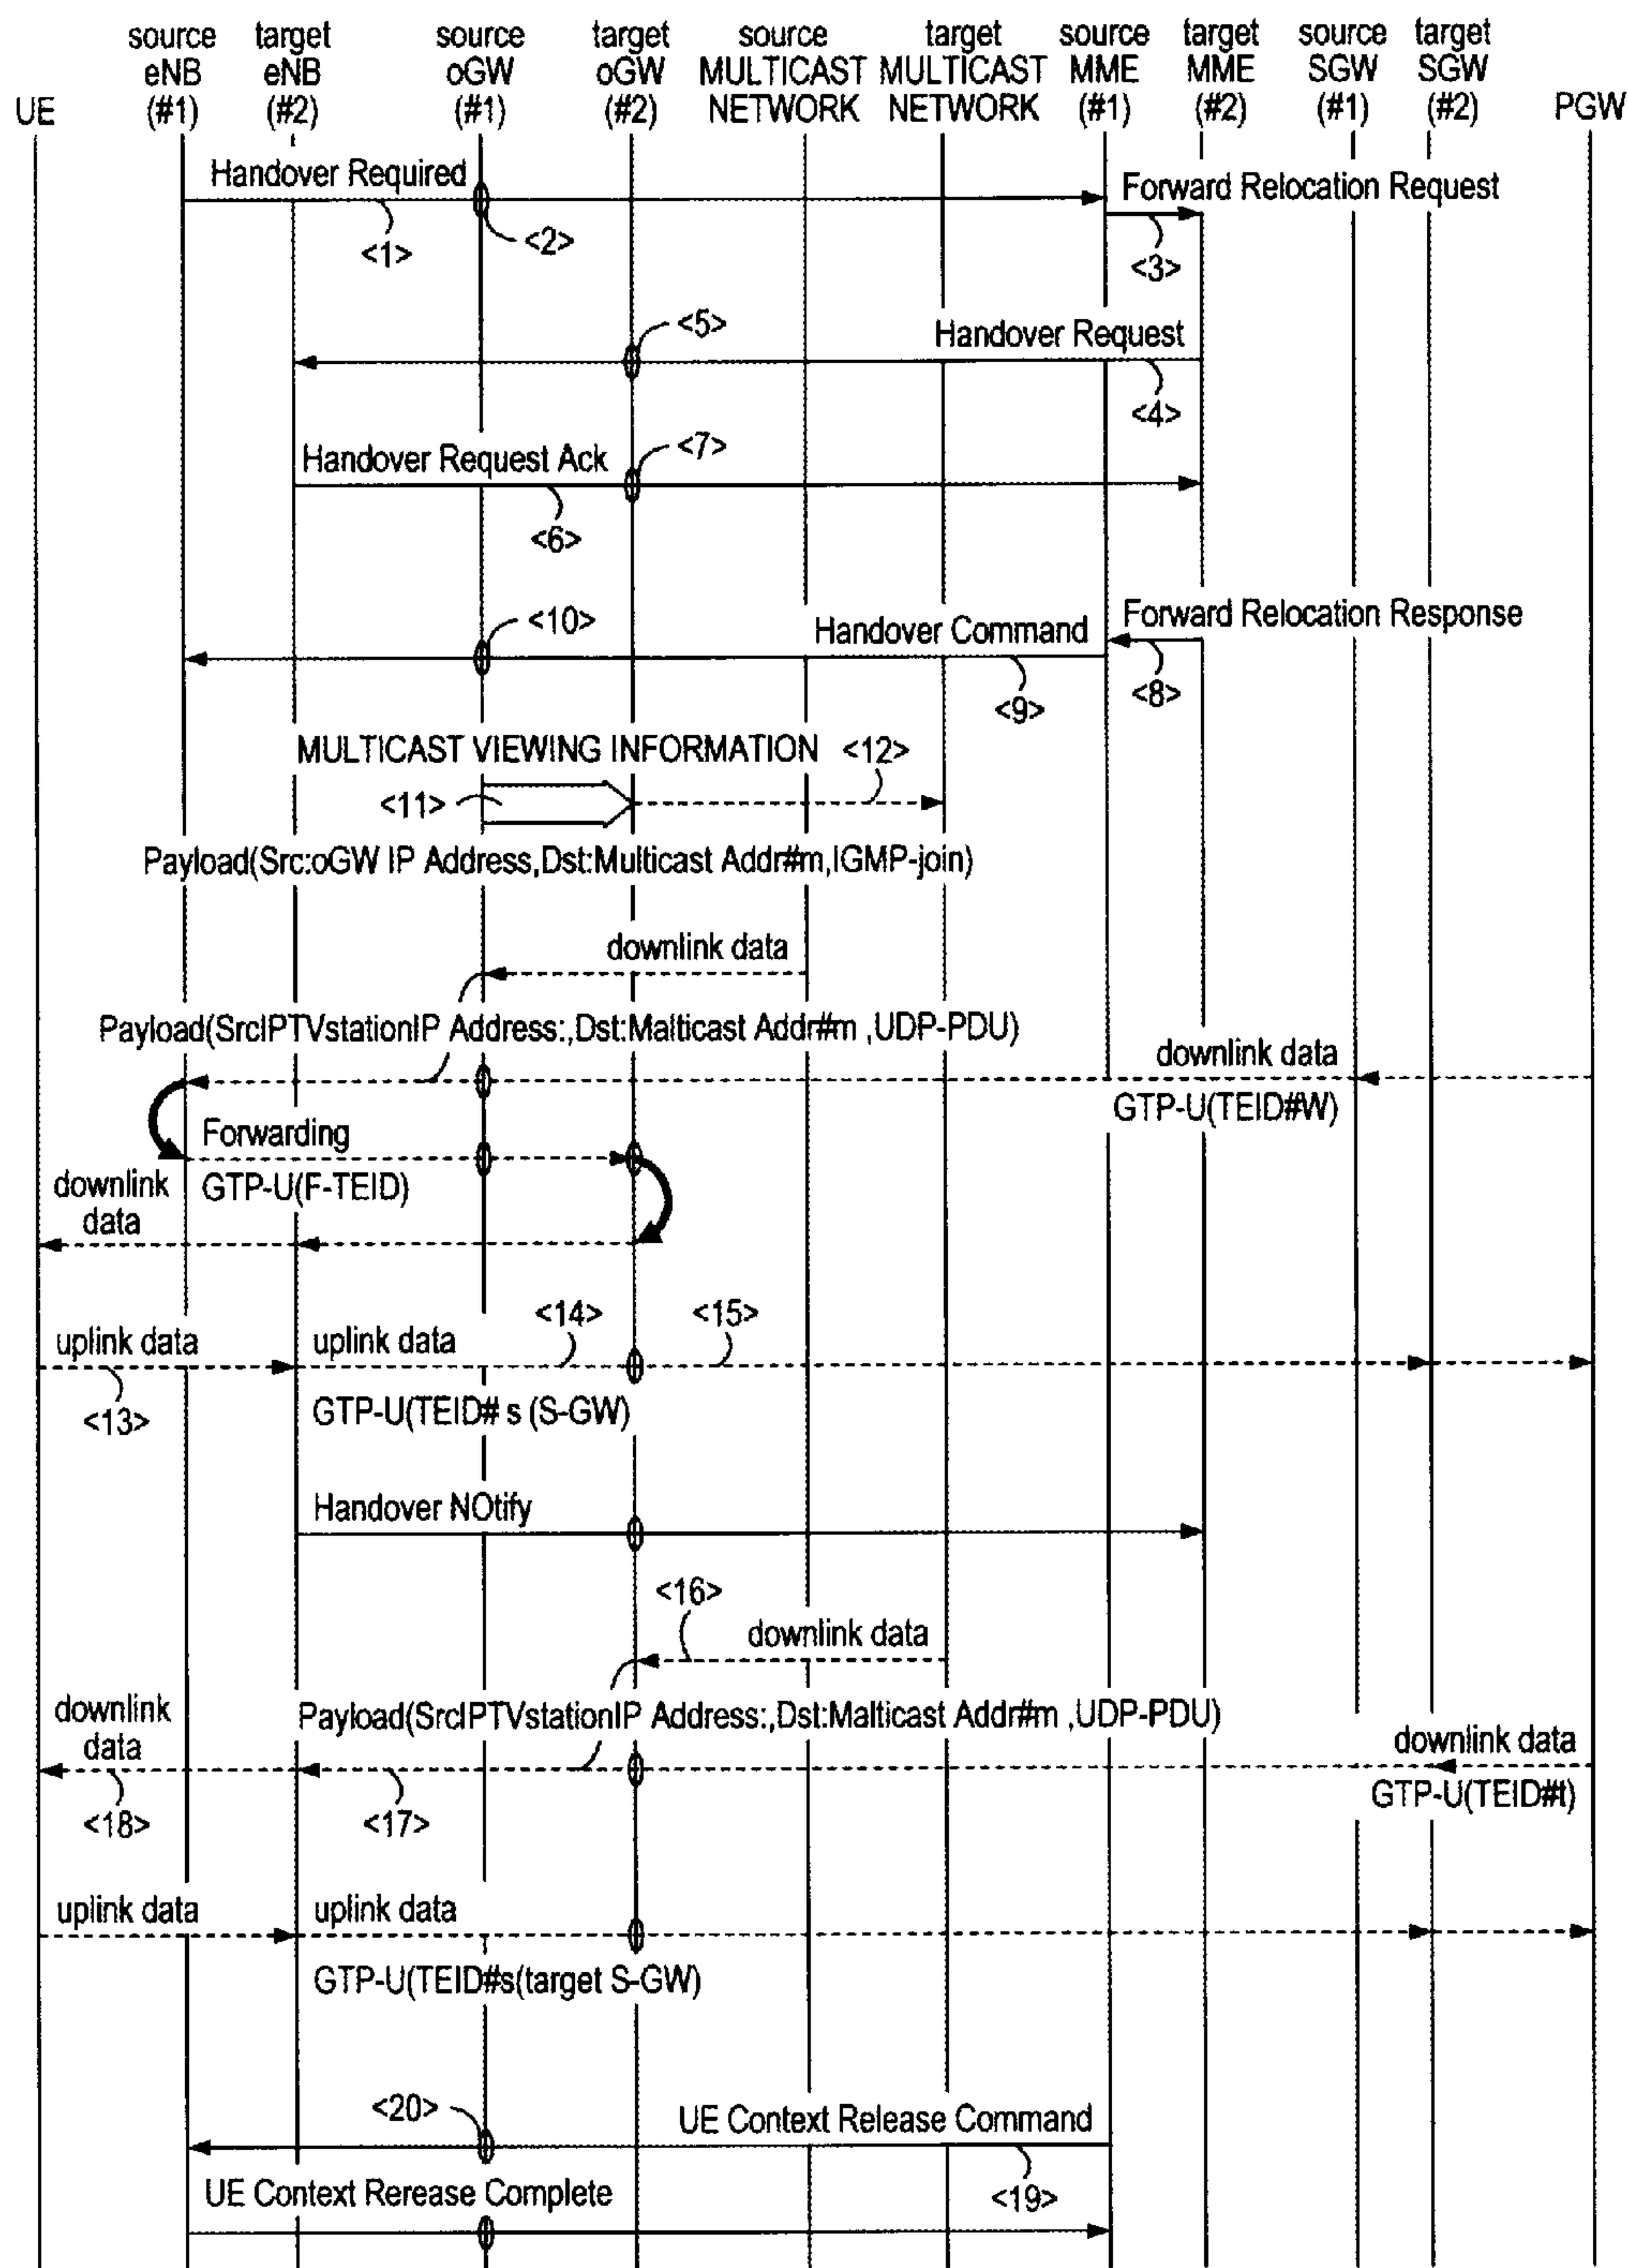 UE
source eNB (#1)
target eNB (#2)
source oGW (#1)
target oGW (#2)
source MULTICAST NETWORK
target MULTICAST NETWORK
source MME (#1)
target MME (#2)
source SGW (#1)
target SGW (#2)
PGW
Handover Required
<1>
<2>
Forward Relocation Request
<3>
<5>
Handover Request
<4>
Handover Request Ack
<7>
<6>
<10>
Handover Command
Forward Relocation Response
<9>
<8>
MULTICAST VIEWING INFORMATION
<12>
<11>
Payload(Src:oGW IP Address,Dst:Multicast Addr#m,IGMP-join)
downlink data
Payload(SrcIPTVstationIP Address:,Dst:Malticast Addr#m ,UDP-PDU)
downlink data
GTP-U(TEID#W)
Forwarding
GTP-U(F-TEID)
downlink data
uplink data
uplink data
<14>
<15>
<13>
GTP-U(TEID# s (S-GW)
Handover NOtify
<16>
downlink data
downlink data
Payload(SrcIPTVstationIP Address:,Dst:Malticast Addr#m ,UDP-PDU)
downlink data
GTP-U(TEID#t)
<18>
<17>
uplink data
uplink data
GTP-U(TEID#s(target S-GW)
<20>
UE Context Release Command
UE Context Rerease Complete
<19>